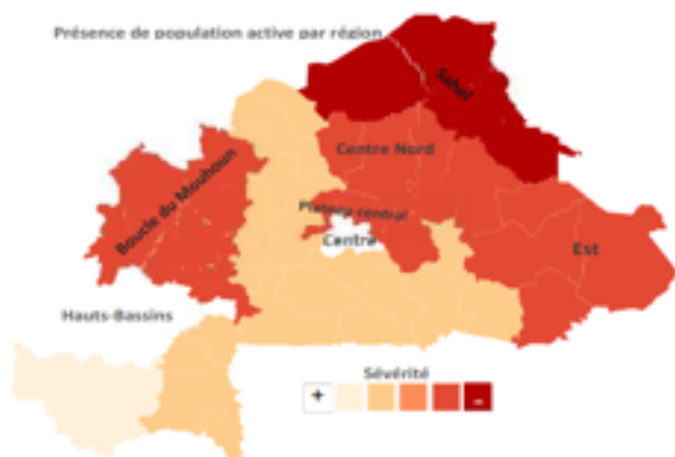 Présence de population active par région
Sahel
Centre Nord
Boucle du Mouhoun
Plateau central
Centre
Est
Hauts-Bassins
Sévérité
+
-